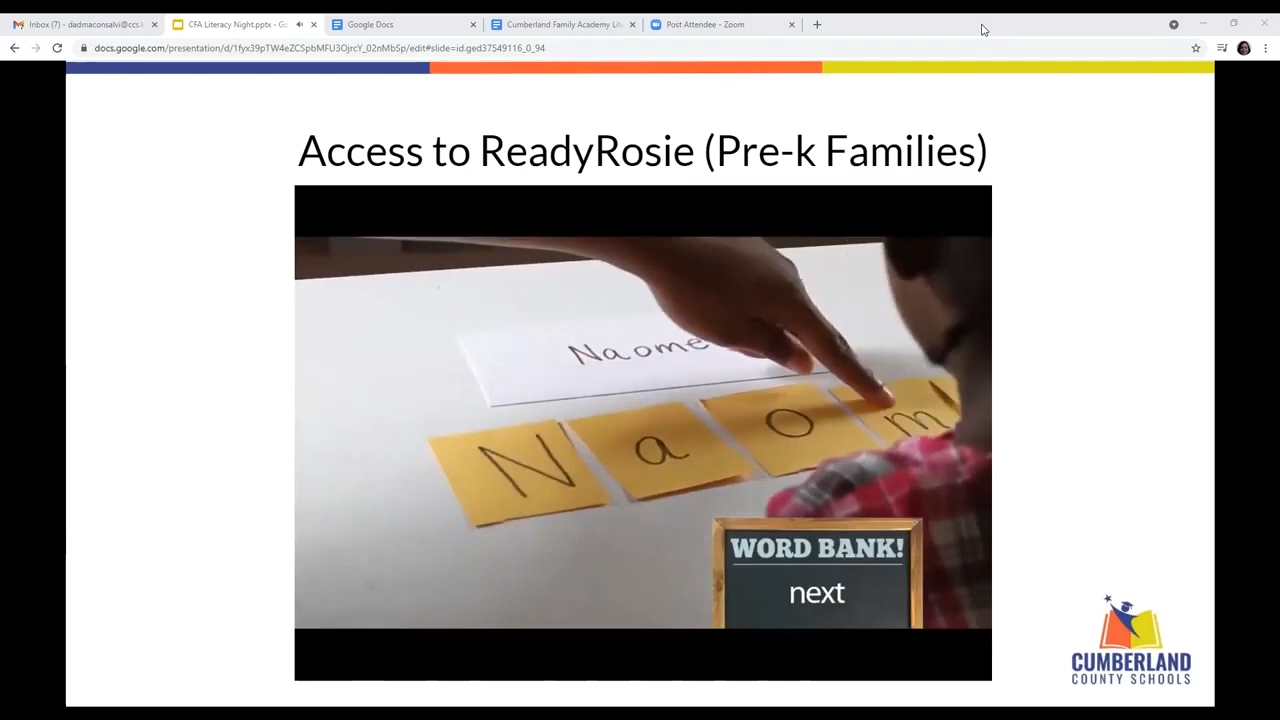 Inbox (7) - dadmaconsalvi@ccs.k
CFA Literacy Night.pptx - Go
Google Docs
Cumberland Family Academy Lit
Post Attendee - Zoom
docs.google.com/presentation/d/1fyx39pTW4eZCSpbMFU3OjrcY_02nMbSp/edit#slide=id.ged37549116_0_94
Access to ReadyRosie (Pre-k Families)
Naome
N a o m
WORD BANK!
next
CUMBERLAND
COUNTY SCHOOLS